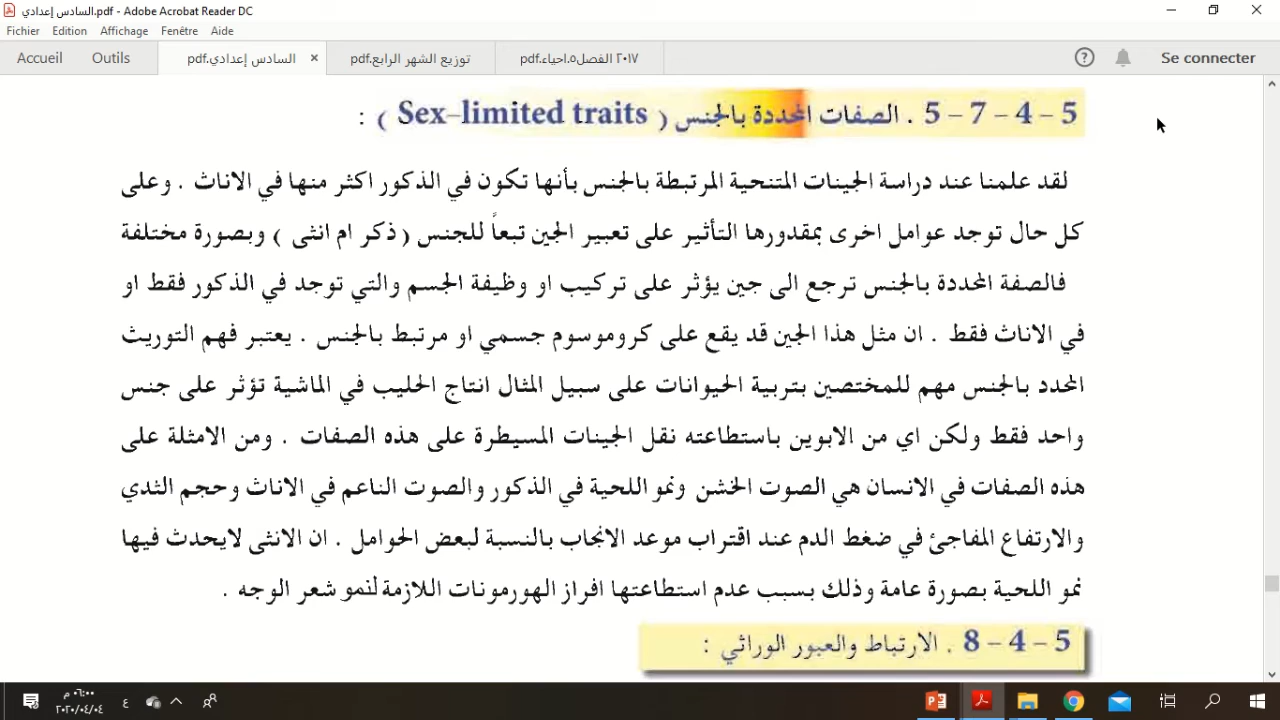 السادس إعدادي.pdf - Adobe Acrobat Reader DC
Fichier Edition Affichage Fenêtre Aide
Accueil Outils السادس إعدادي.pdf × توزيع الشهر الرابع.pdf ٢٠١٧ الفصل٥.احياء.pdf Se connecter
5 – 4 – 7 – 5 . الصفات المحددة بالجنس ( Sex–limited traits ) :
لقد علمنا عند دراسة الجينات المتنحية المرتبطة بالجنس بأنها تكون في الذكور اكثر منها في الاناث . وعلى
كل حال توجد عوامل اخرى بمقدورها التأثير على تعبير الجين تبعاً للجنس ( ذكر ام انثى ) وبصورة مختلفة
فالصفة المحددة بالجنس ترجع الى جين يؤثر على تركيب او وظيفة الجسم والتي توجد في الذكور فقط او
في الاناث فقط . ان مثل هذا الجين قد يقع على كروموسوم جسمي او مرتبط بالجنس . يعتبر فهم التوريث
المحدد بالجنس مهم للمختصين بتربية الحيوانات على سبيل المثال انتاج الحليب في الماشية تؤثر على جنس
واحد فقط ولكن اي من الابوين باستطاعته نقل الجينات المسيطرة على هذه الصفات . ومن الامثلة على
هذه الصفات في الانسان هي الصوت الخشن ونمو اللحية في الذكور والصوت الناعم في الاناث وحجم الثدي
والارتفاع المفاجئ في ضغط الدم عند اقتراب موعد الانجاب بالنسبة لبعض الحوامل . ان الانثى لايحدث فيها
نمو اللحية بصورة عامة وذلك بسبب عدم استطاعتها افراز الهورمونات اللازمة لنمو شعر الوجه .
5 – 4 – 8 . الارتباط والعبور الوراثي :
٠٦:٠٠ م
٢٠٢٠/٠٤/٠٤
ع